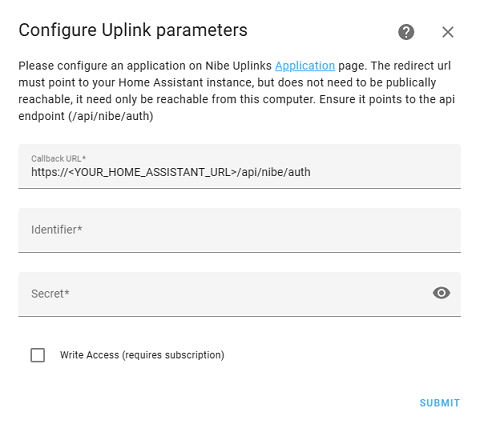 Configure Uplink parameters
Please configure an application on Nibe Uplinks Application page. The redirect url
must point to your Home Assistant instance, but does not need to be publically
reachable, it need only be reachable from this computer. Ensure it points to the api
endpoint (/api/nibe/auth)
Callback URL*
https://<YOUR_HOME_ASSISTANT_URL>/api/nibe/auth
Identifier*
Secret*
Write Access (requires subscription)
SUBMIT